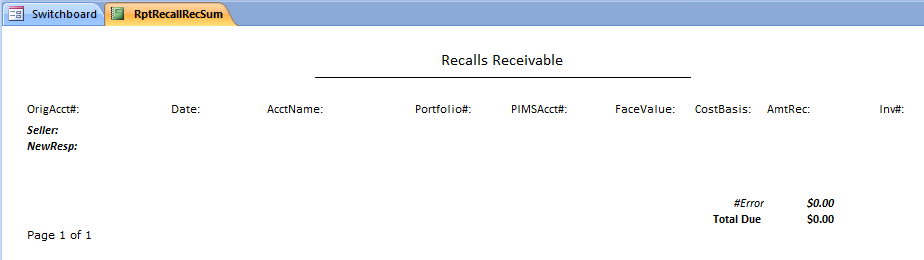 Switchboard RptRecallRecSum
Recalls Receivable
OrigAcct#: Date: AcctName: Portfolio#: PIMSAcct#: FaceValue: CostBasis: AmtRec: Inv#:
Seller:
NewResp:
#Error $0.00
Total Due $0.00
Page 1 of 1